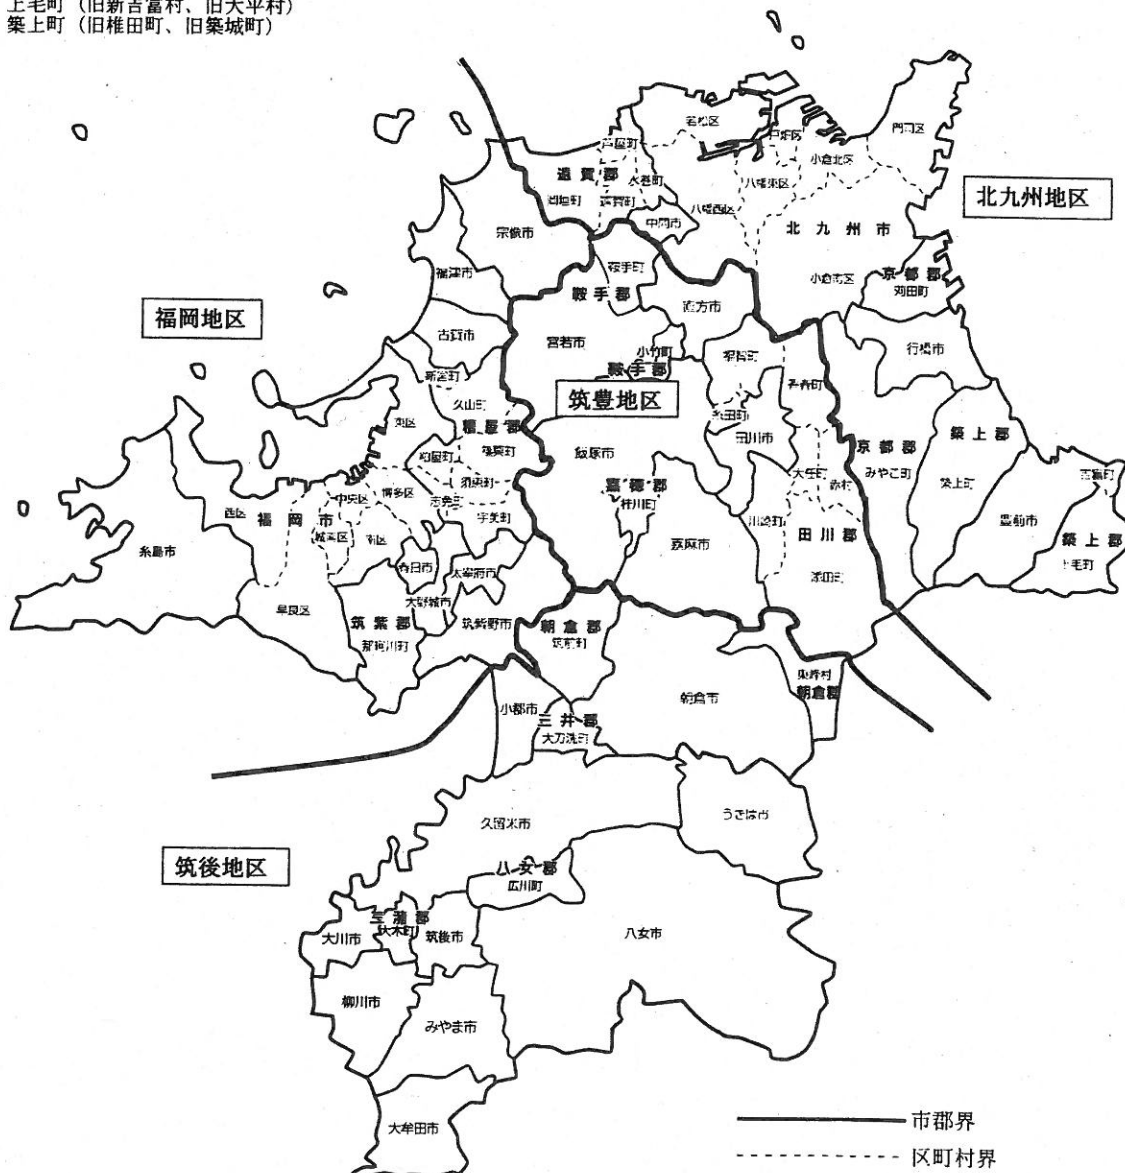 上毛町（旧新吉富村、旧大平村）
築上町（旧椎田町、旧築城町）
北九州地区
福岡地区
筑豊地区
筑後地区
若松区
戸畑区
門司区
小倉北区
芦屋町
遠賀郡
水巻町
岡垣町
遠賀町
八幡東区
八幡西区
中間市
北九州市
小倉南区
京都郡
苅田町
行橋市
宗像市
福津市
古賀市
新宮町
久山町
糟屋郡
篠栗町
粕屋町
須恵町
志免町
宇美町
東区
博多区
中央区
西区
福岡市
城南区
南区
早良区
糸島市
春日市
太宰府市
大野城市
筑紫郡
那珂川町
筑紫野市
鞍手町
鞍手郡
直方市
宮若市
小竹町
鞍手郡
福智町
香春町
糸田町
田川市
飯塚市
嘉穂郡
桂川町
嘉麻市
大任町
赤村
川崎町
田川郡
添田町
京都郡
みやこ町
築上郡
築上町
豊前市
吉富町
築上郡
上毛町
朝倉郡
筑前町
朝倉市
東峰村
朝倉郡
小郡市
三井郡
大刀洗町
うきは市
久留米市
八女郡
広川町
八女市
三潴郡
大木町
大川市
筑後市
柳川市
みやま市
大牟田市
市郡界
区町村界